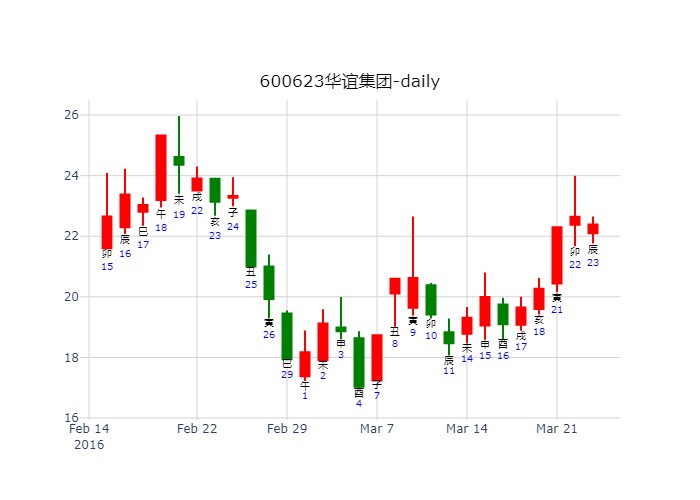 600623华谊集团-daily
26
24
22
20
18
16
卯
15
辰
16
巳
17
午
18
未
19
戌
22
亥
23
子
24
丑
25
寅
26
巳
29
午
1
未
2
申
3
酉
4
子
7
丑
8
寅
9
卯
10
辰
11
未
14
申
15
酉
16
戌
17
亥
18
寅
21
卯
22
辰
23
Feb 14
2016
Feb 22
Feb 29
Mar 7
Mar 14
Mar 21